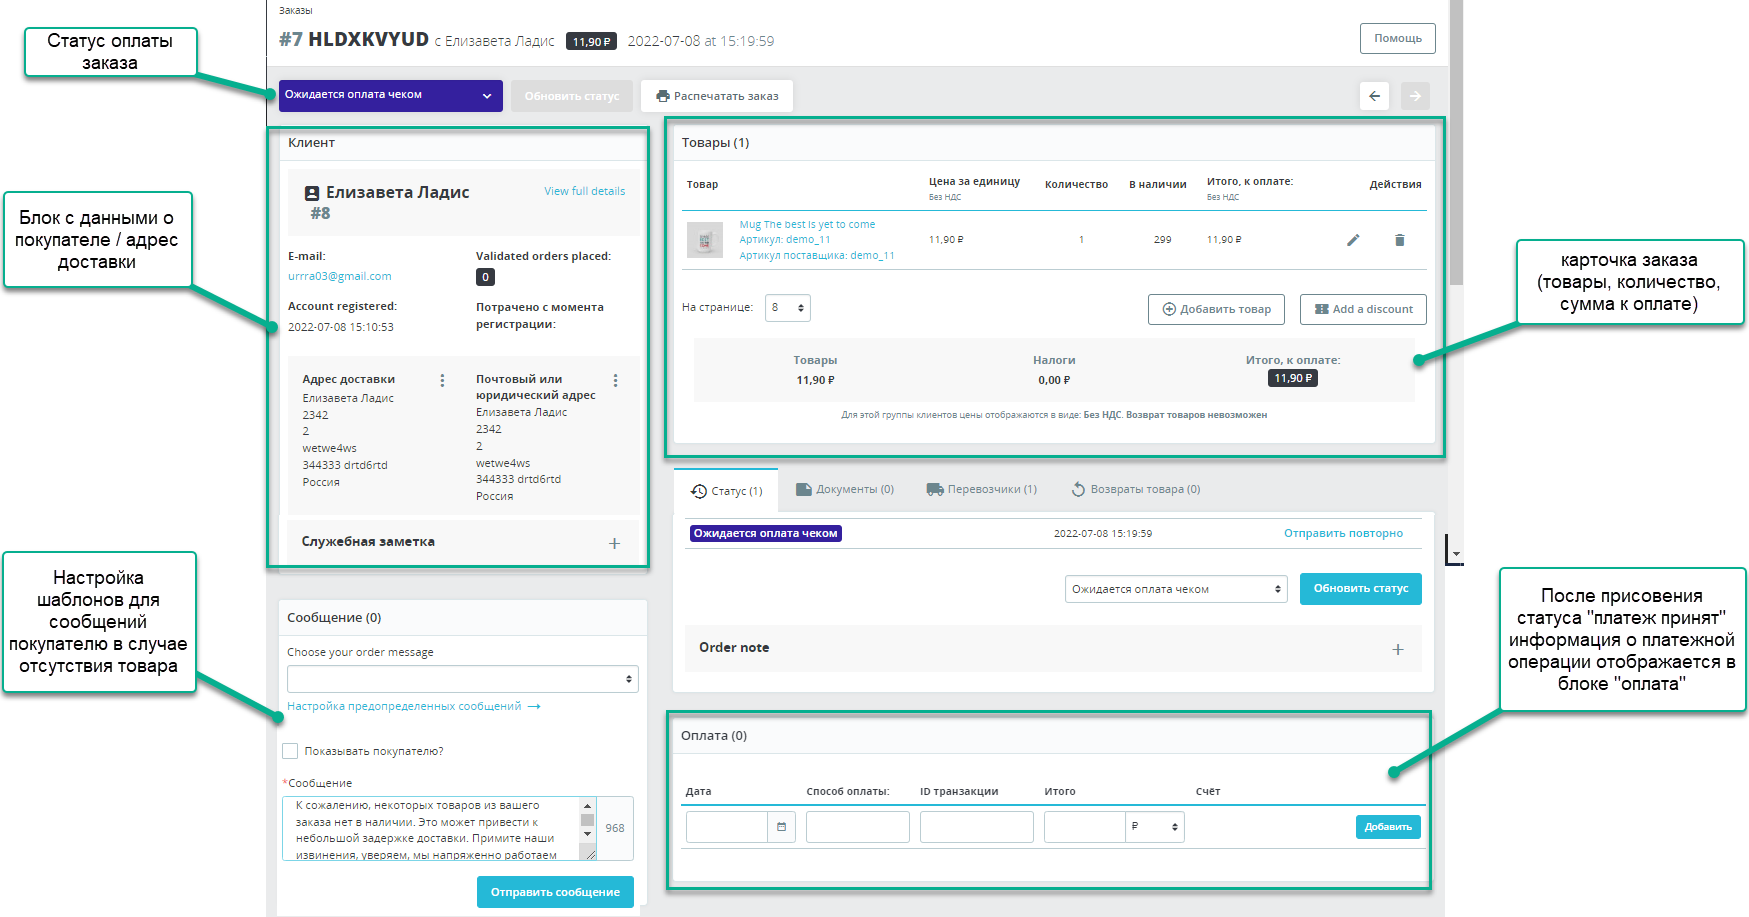 Заказы
#7 HLDXKVYUD с Елизавета Ладис 11,90 ₽ 2022-07-08 at 15:19:59
Помощь
Статус оплаты
заказа
Ожидается оплата чеком
Обновить статус
Распечатать заказ
Клиент
Елизавета Ладис
#8
View full details
E-mail:
urrra03@gmail.com
Validated orders placed:
0
Account registered:
2022-07-08 15:10:53
Потрачено с момента
регистрации:
Адрес доставки
Елизавета Ладис
2342
2
wetwe4ws
344333 drtd6rtd
Россия
Почтовый или
юридический адрес
Елизавета Ладис
2342
2
wetwe4ws
344333 drtd6rtd
Россия
Служебная заметка
Блок с данными о
покупателе / адрес
доставки
Товары (1)
Товар
Цена за единицу
Без НДС
Количество
В наличии
Итого, к оплате:
Без НДС
Действия
Mug The best is yet to come
Артикул: demo_11
Артикул поставщика: demo_11
11,90 ₽
1
299
11,90 ₽
На странице:
8
Добавить товар
Add a discount
Товары
11,90 ₽
Налоги
0,00 ₽
Итого, к оплате:
11,90 ₽
Для этой группы клиентов цены отображаются в виде: Без НДС. Возврат товаров невозможен
карточка заказа
(товары, количество,
сумма к оплате)
Статус (1)
Документы (0)
Перевозчики (1)
Возвраты товара (0)
Ожидается оплата чеком
2022-07-08 15:19:59
Отправить повторно
Ожидается оплата чеком
Обновить статус
Order note
Настройка
шаблонов для
сообщений
покупателю в случае
отсутствия товара
Сообщение (0)
Choose your order message
Настройка предопределенных сообщений →
Показывать покупателю?
*Сообщение
К сожалению, некоторых товаров из вашего
заказа нет в наличии. Это может привести к
небольшой задержке доставки. Примите наши
извинения, уверяем, мы напряженно работаем
968
Отправить сообщение
После присовения
статуса "платеж принят"
информация о платежной
операции отображается в
блоке "оплата"
Оплата (0)
Дата
Способ оплаты:
ID транзакции
Итого
Счёт
₽
Добавить